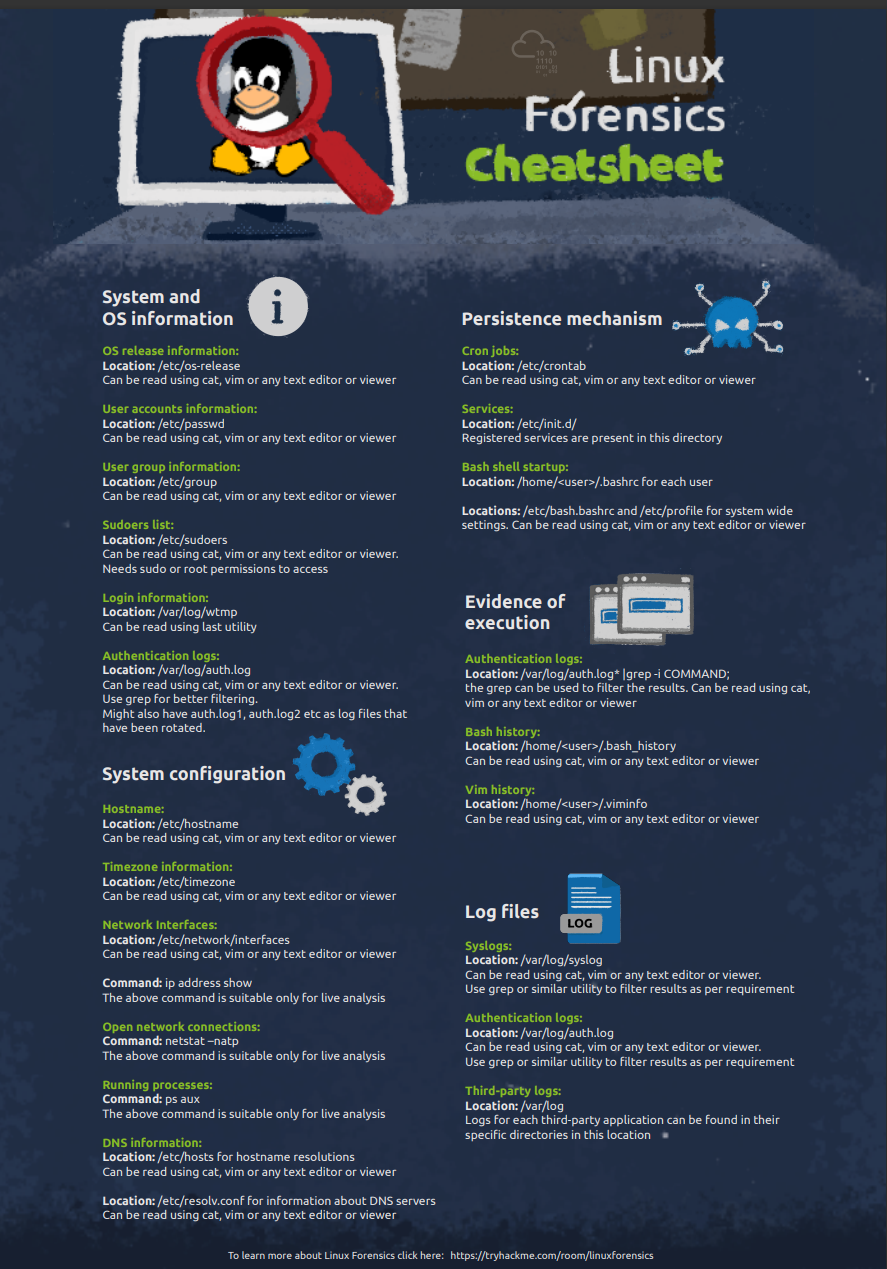 Linux
Forensics
Cheatsheet
System and
OS information
OS release information:
Location: /etc/os-release
Can be read using cat, vim or any text editor or viewer
User accounts information:
Location: /etc/passwd
Can be read using cat, vim or any text editor or viewer
User group information:
Location: /etc/group
Can be read using cat, vim or any text editor or viewer
Sudoers list:
Location: /etc/sudoers
Can be read using cat, vim or any text editor or viewer.
Needs sudo or root permissions to access
Login information:
Location: /var/log/wtmp
Can be read using last utility
Authentication logs:
Location: /var/log/auth.log
Can be read using cat, vim or any text editor or viewer.
Use grep for better filtering.
Might also have auth.log1, auth.log2 etc as log files that
have been rotated.
System configuration
Hostname:
Location: /etc/hostname
Can be read using cat, vim or any text editor or viewer
Timezone information:
Location: /etc/timezone
Can be read using cat, vim or any text editor or viewer
Network Interfaces:
Location: /etc/network/interfaces
Can be read using cat, vim or any text editor or viewer
Command: ip address show
The above command is suitable only for live analysis
Open network connections:
Command: netstat –natp
The above command is suitable only for live analysis
Running processes:
Command: ps aux
The above command is suitable only for live analysis
DNS information:
Location: /etc/hosts for hostname resolutions
Can be read using cat, vim or any text editor or viewer
Location: /etc/resolv.conf for information about DNS servers
Can be read using cat, vim or any text editor or viewer
Persistence mechanism
Cron jobs:
Location: /etc/crontab
Can be read using cat, vim or any text editor or viewer
Services:
Location: /etc/init.d/
Registered services are present in this directory
Bash shell startup:
Location: /home/<user>/.bashrc for each user
Locations: /etc/bash.bashrc and /etc/profile for system wide
settings. Can be read using cat, vim or any text editor or viewer
Evidence of
execution
Authentication logs:
Location: /var/log/auth.log* |grep -i COMMAND;
the grep can be used to filter the results. Can be read using cat,
vim or any text editor or viewer
Bash history:
Location: /home/<user>/.bash_history
Can be read using cat, vim or any text editor or viewer
Vim history:
Location: /home/<user>/.viminfo
Can be read using cat, vim or any text editor or viewer
Log files
LOG
Syslogs:
Location: /var/log/syslog
Can be read using cat, vim or any text editor or viewer.
Use grep or similar utility to filter results as per requirement
Authentication logs:
Location: /var/log/auth.log
Can be read using cat, vim or any text editor or viewer.
Use grep or similar utility to filter results as per requirement
Third-party logs:
Location: /var/log
Logs for each third-party application can be found in their
specific directories in this location
To learn more about Linux Forensics click here: https://tryhackme.com/room/linuxforensics